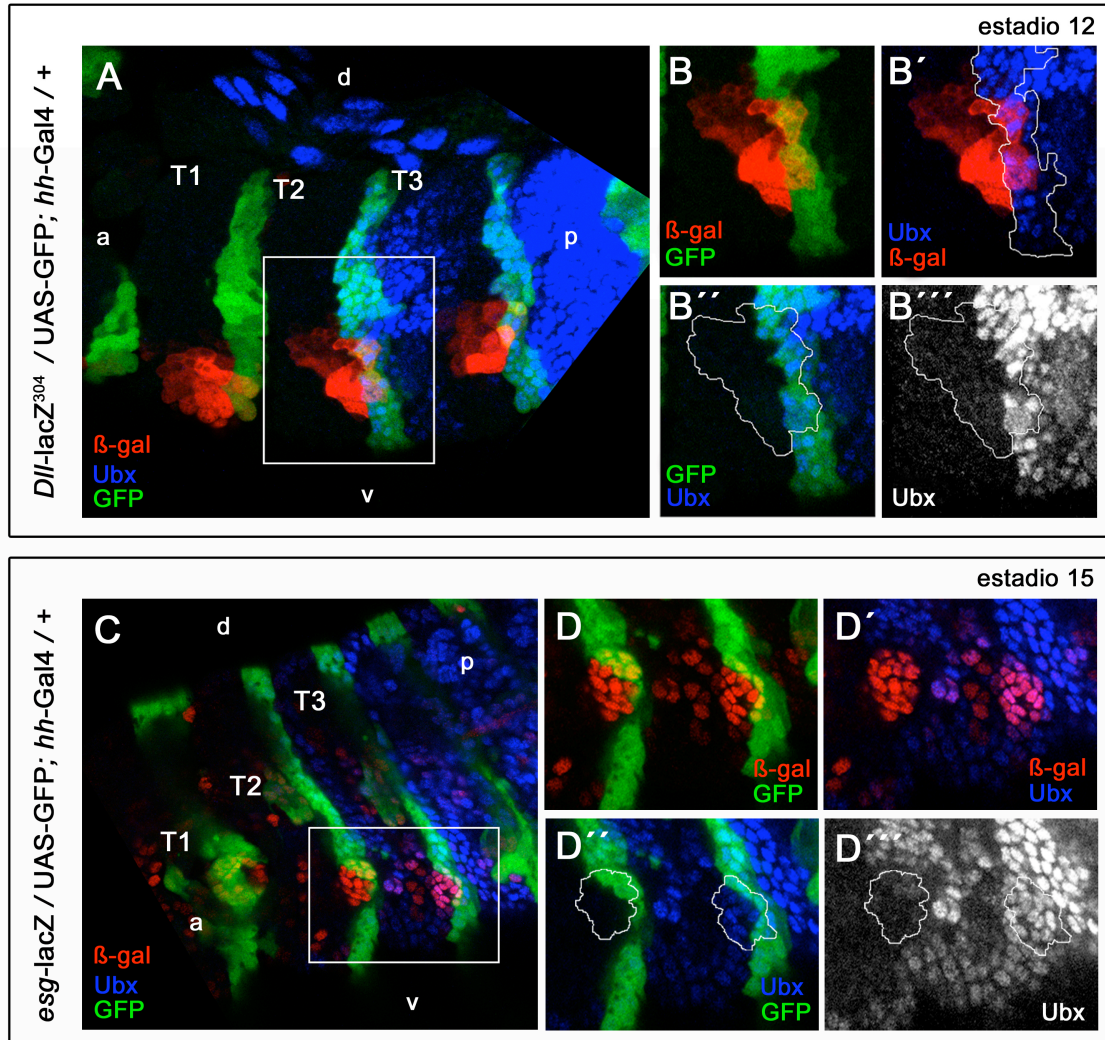 estadio 12
Dll-lacZ304 / UAS-GFP; hh-Gal4 / +
A
d
T1
T2
T3
a
p
ß-gal
Ubx
GFP
v
B
ß-gal
GFP
B´
Ubx
ß-gal
B´´
GFP
Ubx
B´´´
Ubx
estadio 15
esg-lacZ / UAS-GFP; hh-Gal4 / +
C
d
p
T3
T2
T1
a
ß-gal
Ubx
GFP
v
D
ß-gal
GFP
D´
ß-gal
Ubx
D´´
Ubx
GFP
D´´´
Ubx